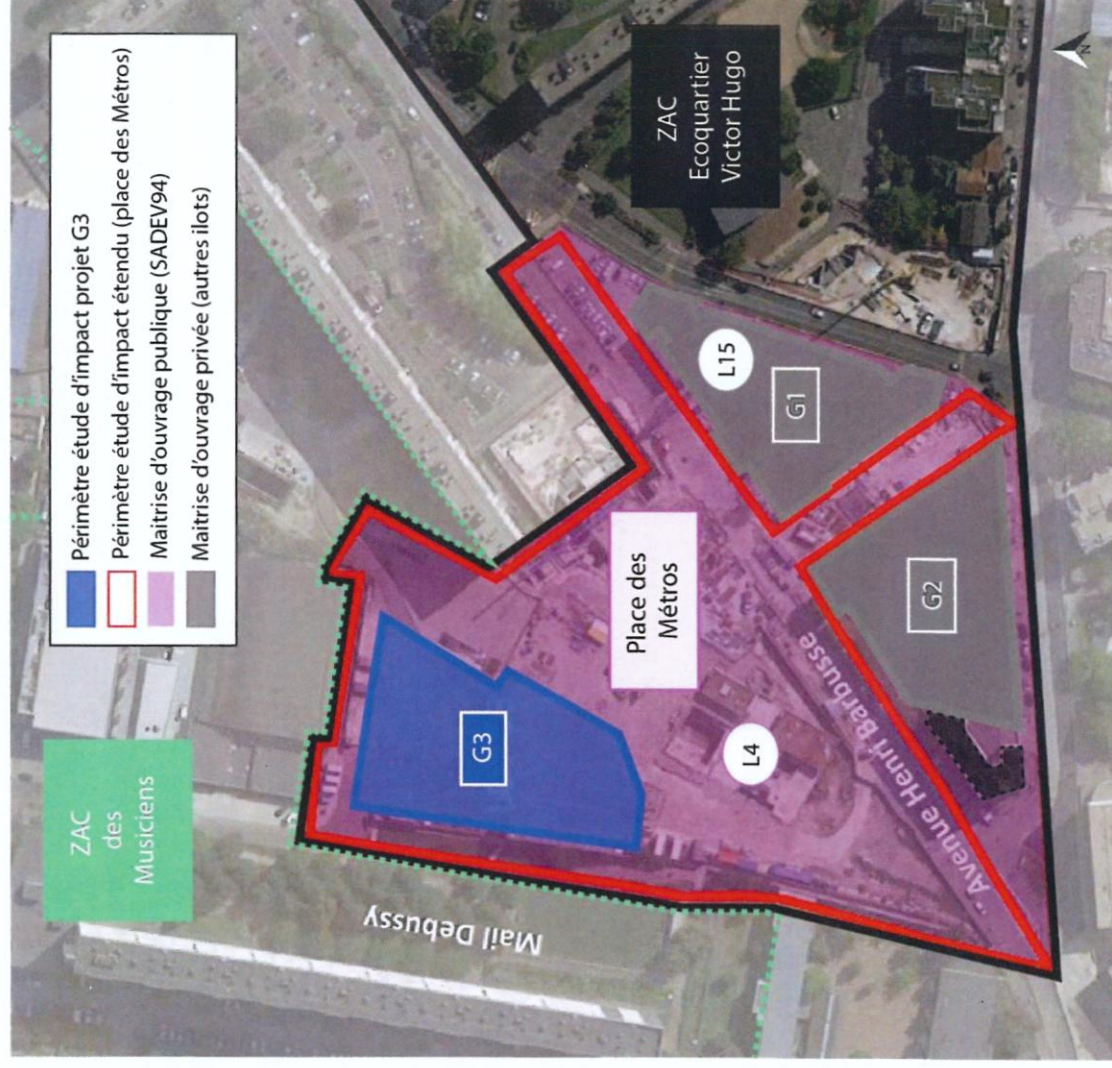 Périmètre étude d'impact projet G3
Périmètre étude d'impact étendu (place des Métros)
Maitrise d'ouvrage publique (SADEV94)
Maitrise d'ouvrage privée (autres ilots)
ZAC
Ecoquartier
Victor Hugo
ZAC
des
Musiciens
Mail Debussy
G3
Place des
Métros
L4
L15
G1
G2
Avenue Henri Barbusse
N